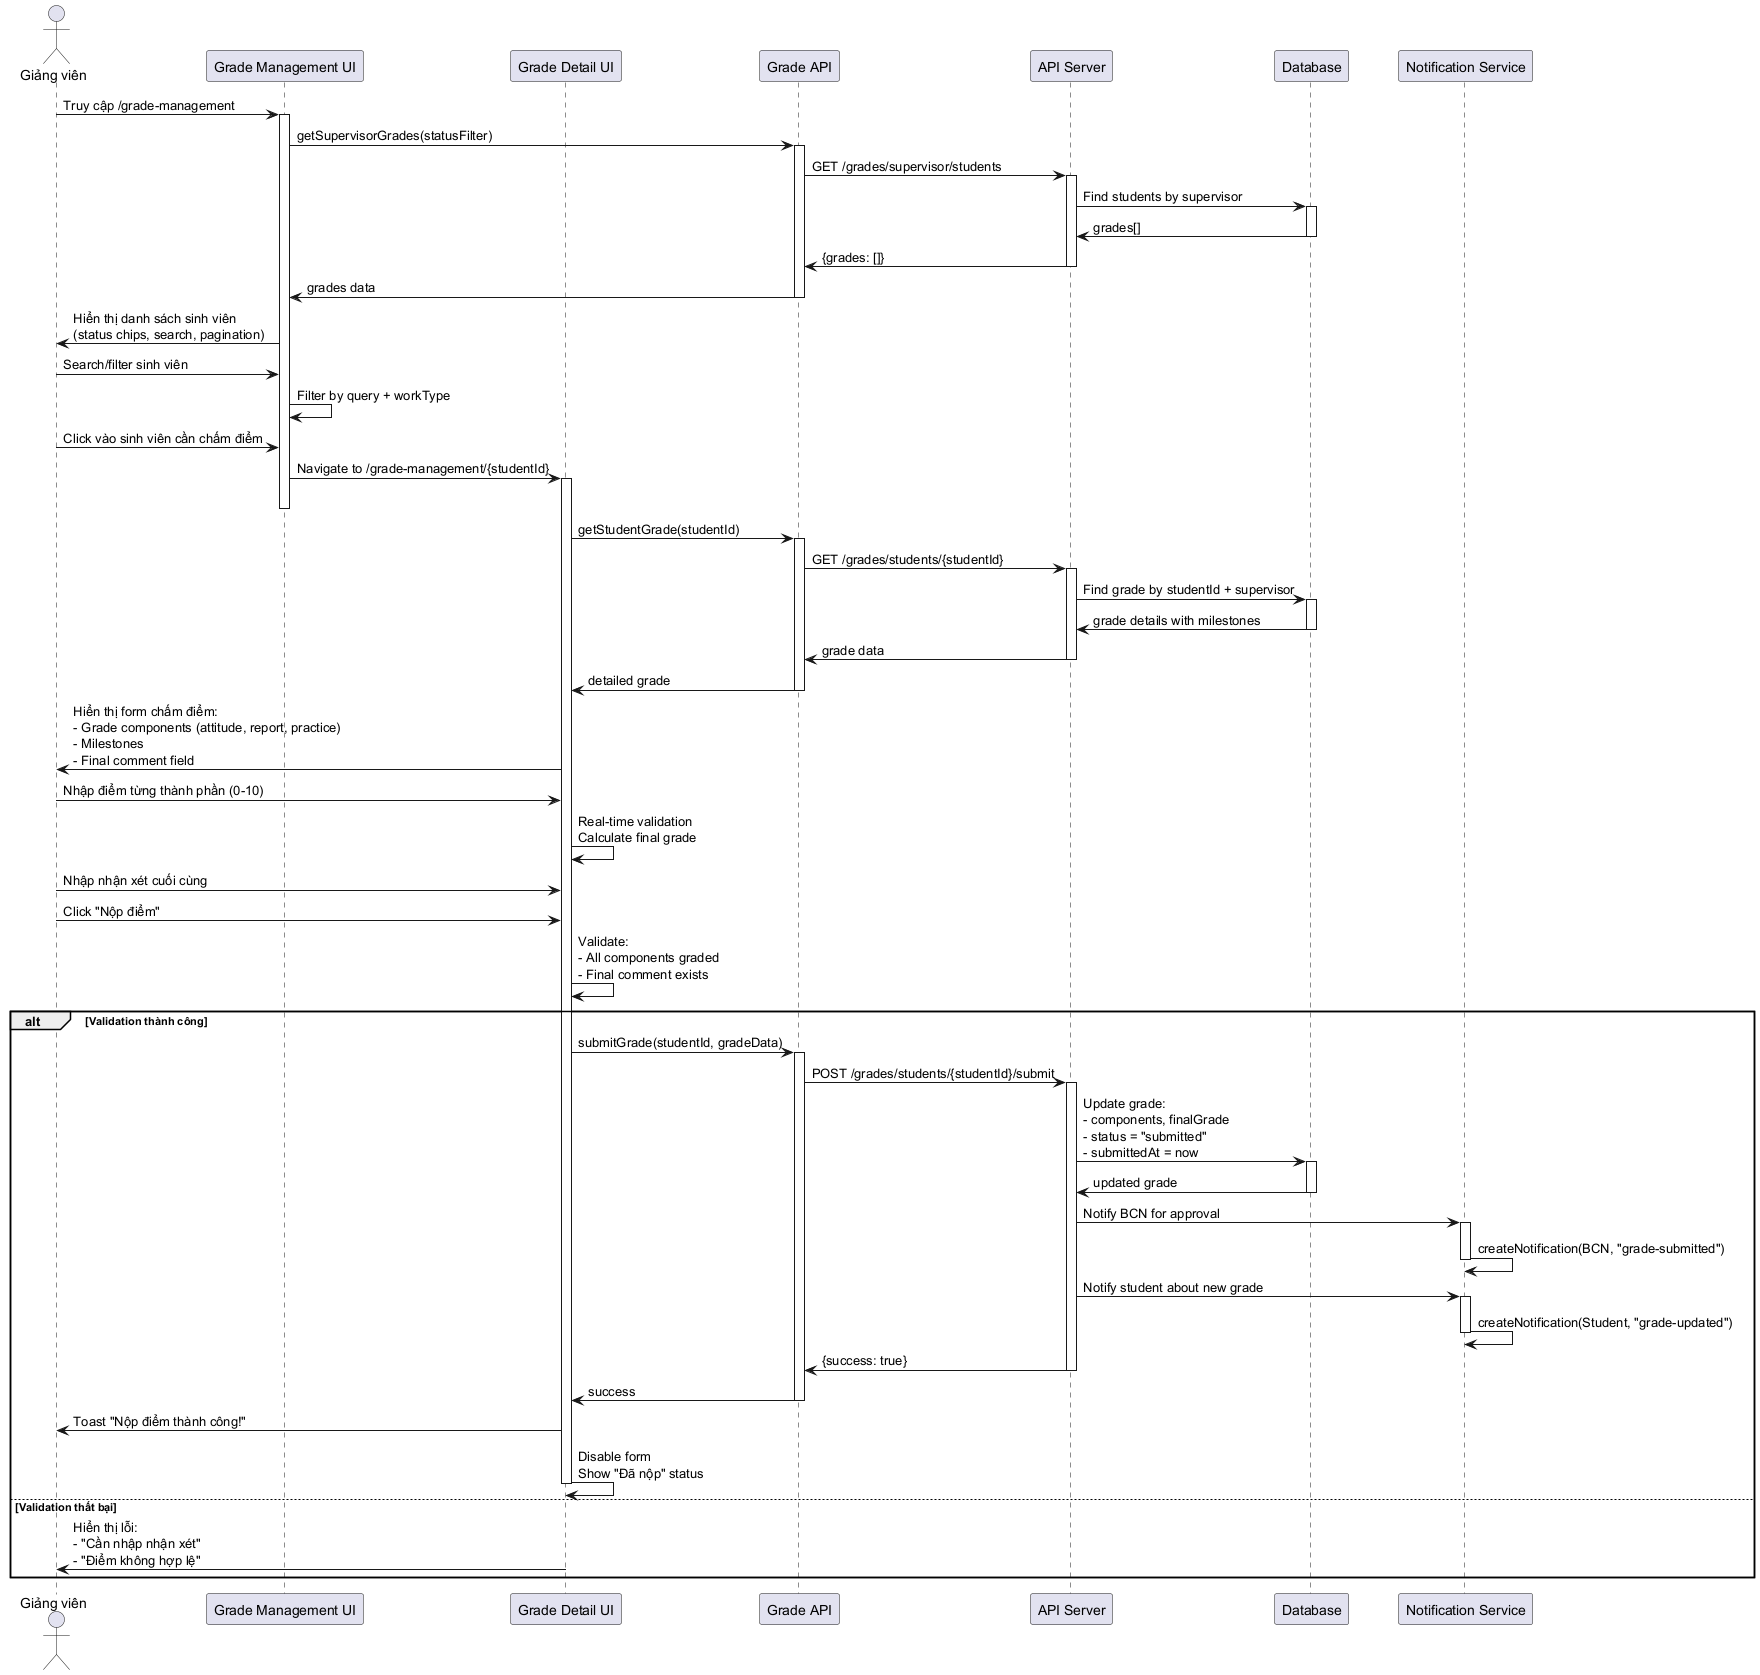 Giảng viên
Grade Management UI
Grade Detail UI
Grade API
API Server
Database
Notification Service
Truy cập /grade-management
getSupervisorGrades(statusFilter)
GET /grades/supervisor/students
Find students by supervisor
grades[]
{grades: []}
grades data
Hiển thị danh sách sinh viên
(status chips, search, pagination)
Search/filter sinh viên
Filter by query + workType
Click vào sinh viên cần chấm điểm
Navigate to /grade-management/{studentId}
getStudentGrade(studentId)
GET /grades/students/{studentId}
Find grade by studentId + supervisor
grade details with milestones
grade data
detailed grade
Hiển thị form chấm điểm:
- Grade components (attitude, report, practice)
- Milestones
- Final comment field
Nhập điểm từng thành phần (0-10)
Real-time validation
Calculate final grade
Nhập nhận xét cuối cùng
Click "Nộp điểm"
Validate:
- All components graded
- Final comment exists
alt [Validation thành công]
submitGrade(studentId, gradeData)
POST /grades/students/{studentId}/submit
Update grade:
- components, finalGrade
- status = "submitted"
- submittedAt = now
updated grade
Notify BCN for approval
createNotification(BCN, "grade-submitted")
Notify student about new grade
createNotification(Student, "grade-updated")
{success: true}
success
Toast "Nộp điểm thành công!"
Disable form
Show "Đã nộp" status
[Validation thất bại]
Hiển thị lỗi:
- "Cần nhập nhận xét"
- "Điểm không hợp lệ"
Giảng viên
Grade Management UI
Grade Detail UI
Grade API
API Server
Database
Notification Service